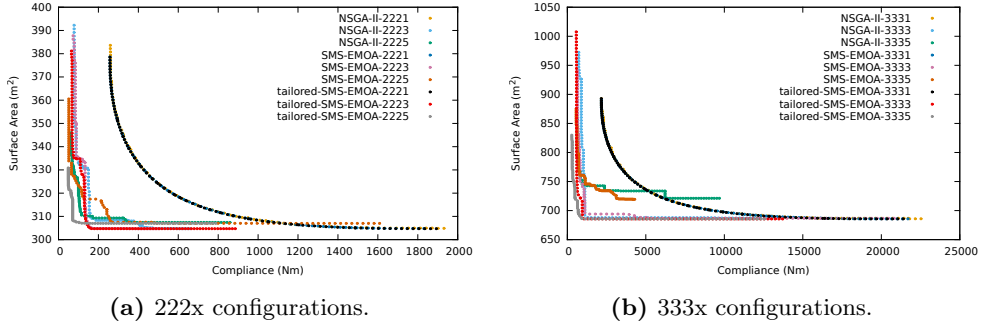 400
390
380
370
360
350
340
330
320
310
300
Surface Area (m²)
0 200 400 600 800 1000 1200 1400 1600 1800 2000
Compliance (Nm)
NSGA-II-2221
NSGA-II-2223
NSGA-II-2225
SMS-EMOA-2221
SMS-EMOA-2223
SMS-EMOA-2225
tailored-SMS-EMOA-2221
tailored-SMS-EMOA-2223
tailored-SMS-EMOA-2225
(a) 222x configurations.
1050
1000
950
900
850
800
750
700
650
Surface Area (m²)
0 5000 10000 15000 20000 25000
Compliance (Nm)
NSGA-II-3331
NSGA-II-3333
NSGA-II-3335
SMS-EMOA-3331
SMS-EMOA-3333
SMS-EMOA-3335
tailored-SMS-EMOA-3331
tailored-SMS-EMOA-3333
tailored-SMS-EMOA-3335
(b) 333x configurations.